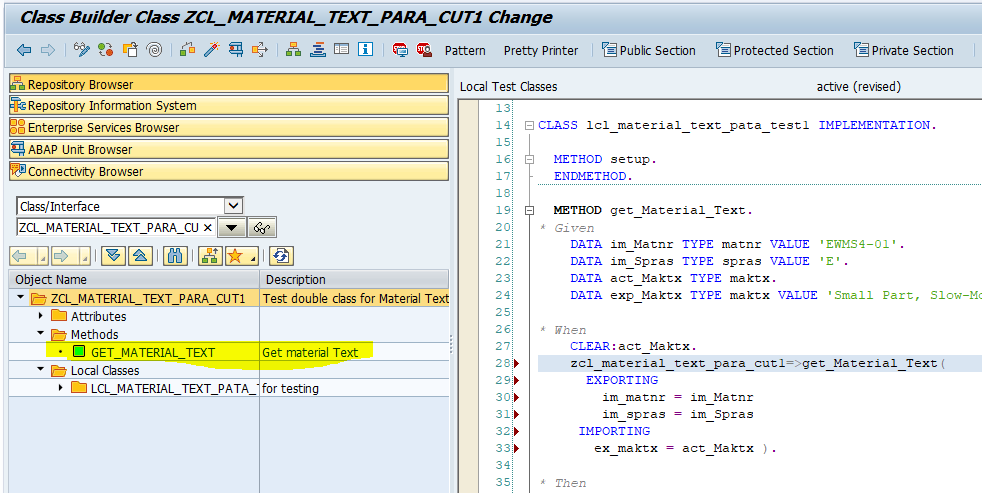 Class Builder Class ZCL_MATERIAL_TEXT_PARA_CUT1 Change
Pattern Pretty Printer Public Section Protected Section Private Section
Repository Browser
Repository Information System
Enterprise Services Browser
ABAP Unit Browser
Connectivity Browser
Class/Interface
ZCL_MATERIAL_TEXT_PARA_CU
Object Name Description
ZCL_MATERIAL_TEXT_PARA_CUT1 Test double class for Material Text
Attributes
Methods
GET_MATERIAL_TEXT Get material Text
Local Classes
LCL_MATERIAL_TEXT_PATA_ for testing
Local Test Classes active (revised)
13
14 CLASS lcl_material_text_pata_test1 IMPLEMENTATION.
15
16 METHOD setup.
17 ENDMETHOD.
18
19 METHOD get_Material_Text.
20 * Given
21 DATA im_Matnr TYPE matnr VALUE 'EWMS4-01'.
22 DATA im_Spras TYPE spras VALUE 'E'.
23 DATA act_Maktx TYPE maktx.
24 DATA exp_Maktx TYPE maktx VALUE 'Small Part, Slow-Mo
25
26 * When
27 CLEAR:act_Maktx.
28 zcl_material_text_para_cut1=>get_Material_Text(
29 EXPORTING
30 im_matnr = im_Matnr
31 im_spras = im_Spras
32 IMPORTING
33 ex_maktx = act_Maktx ).
34
35 * Then